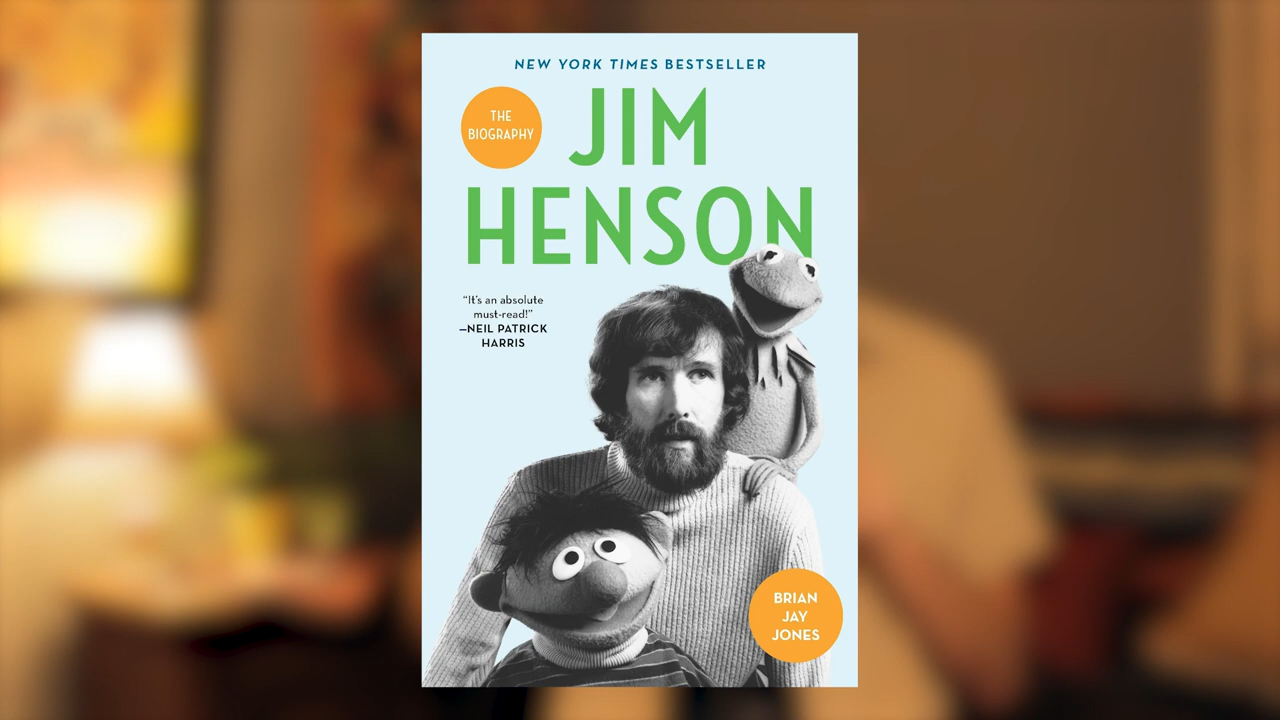 NEW YORK TIMES BESTSELLER
THE
BIOGRAPHY
JIM
HENSON
“It’s an absolute
must-read!”
—NEIL PATRICK
HARRIS
BRIAN
JAY
JONES